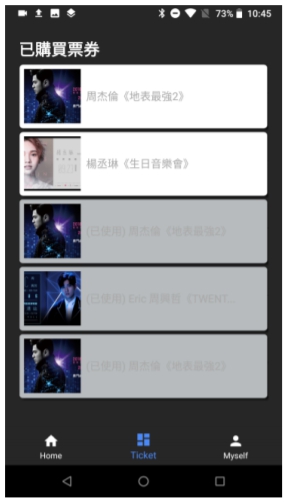 73% 10:45
已購買票券
周杰倫《地表最強2》
楊丞琳《生日音樂會》
(已使用) 周杰倫《地表最強2》
(已使用) Eric 周興哲《TWENT...
(已使用) 周杰倫《地表最強2》
Home Ticket Myself